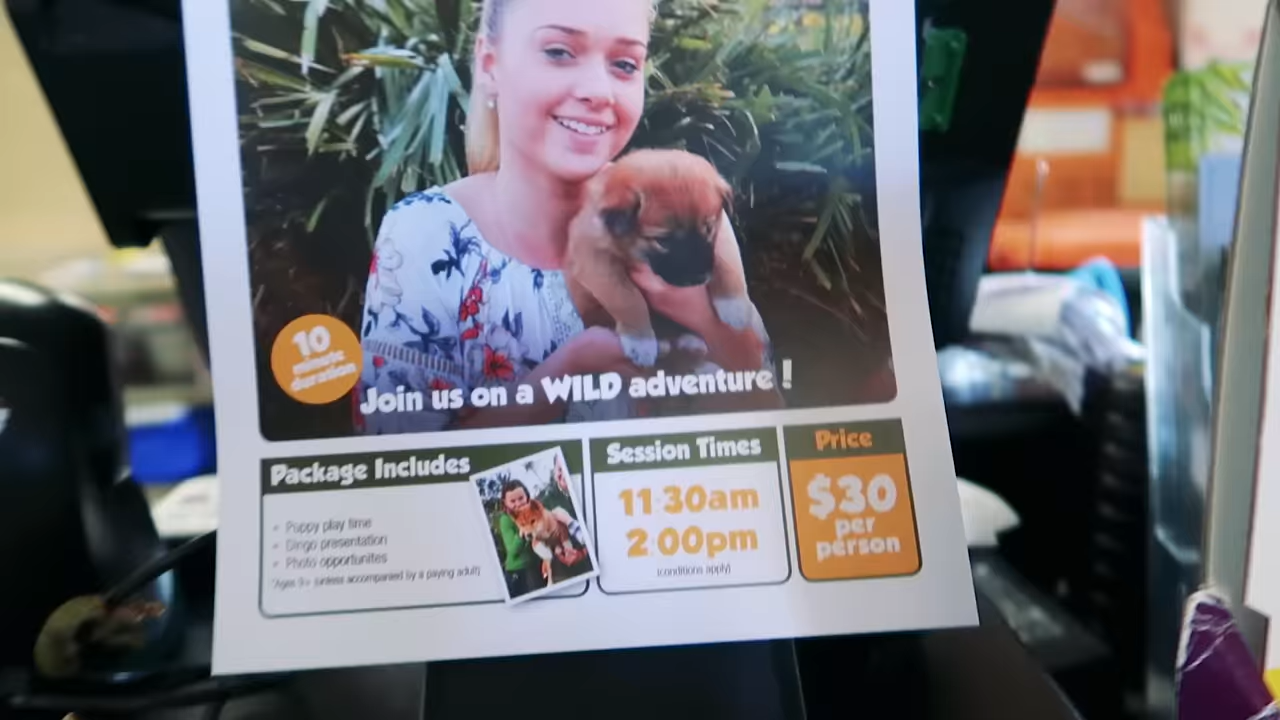 10
minute
duration
Join us on a WILD adventure!
Package Includes
• Puppy play time
• Dingo presentation
• Photo opportunites
*Ages 9+ (unless accompanied by a paying adult)
Session Times
11:30am
2:00pm
(conditions apply)
Price
$30
per
person